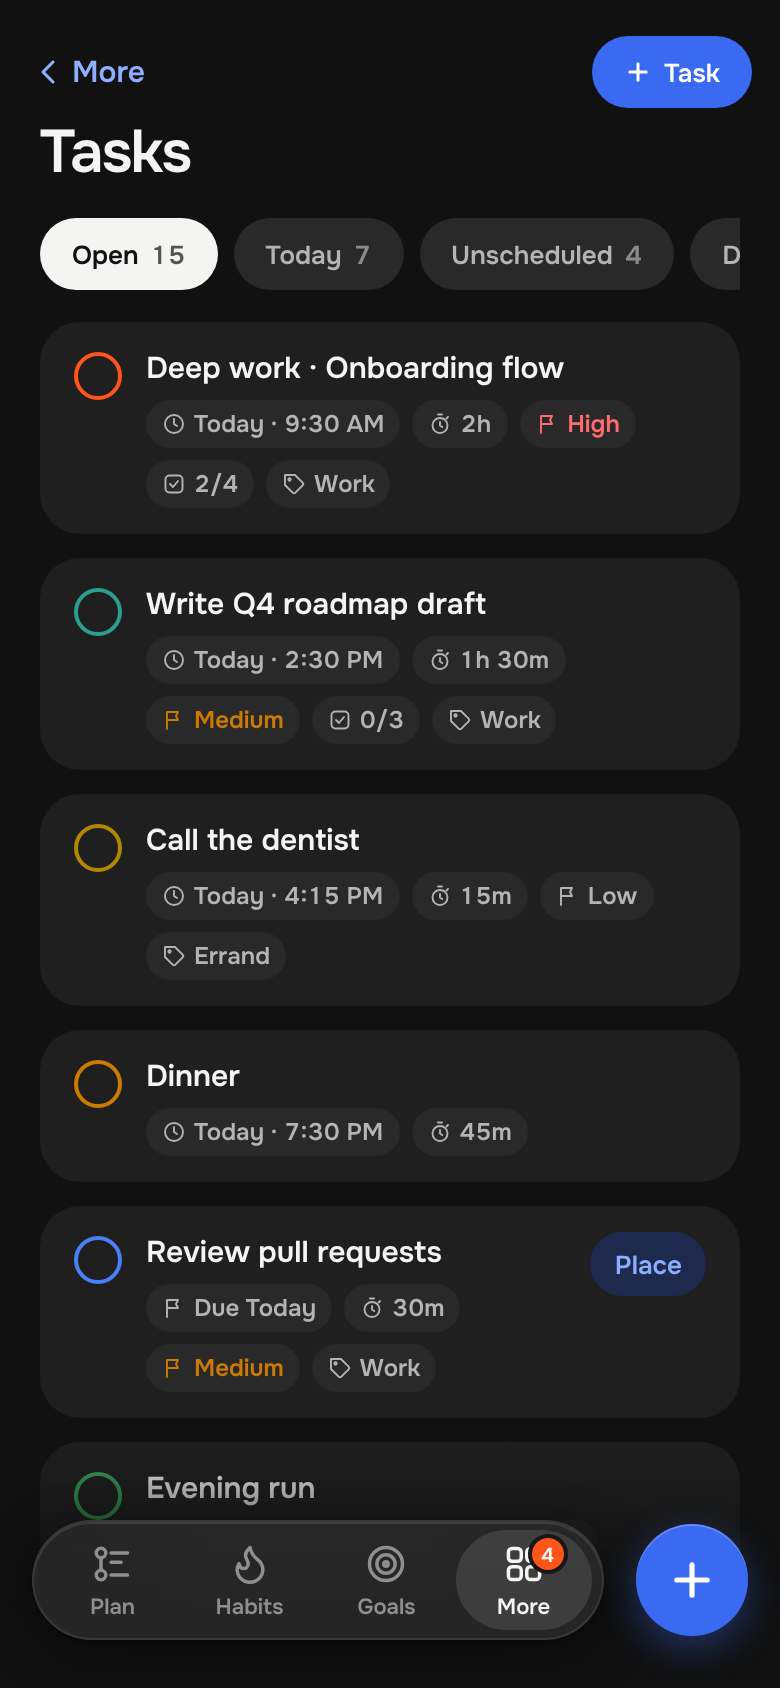 More
+ Task
Tasks
Open 15 Today 7 Unscheduled 4 D
Deep work · Onboarding flow
Today · 9:30 AM 2h High
2/4 Work
Write Q4 roadmap draft
Today · 2:30 PM 1h 30m
Medium 0/3 Work
Call the dentist
Today · 4:15 PM 15m Low
Errand
Dinner
Today · 7:30 PM 45m
Review pull requests Place
Due Today 30m
Medium Work
Evening run
4
Plan Habits Goals More